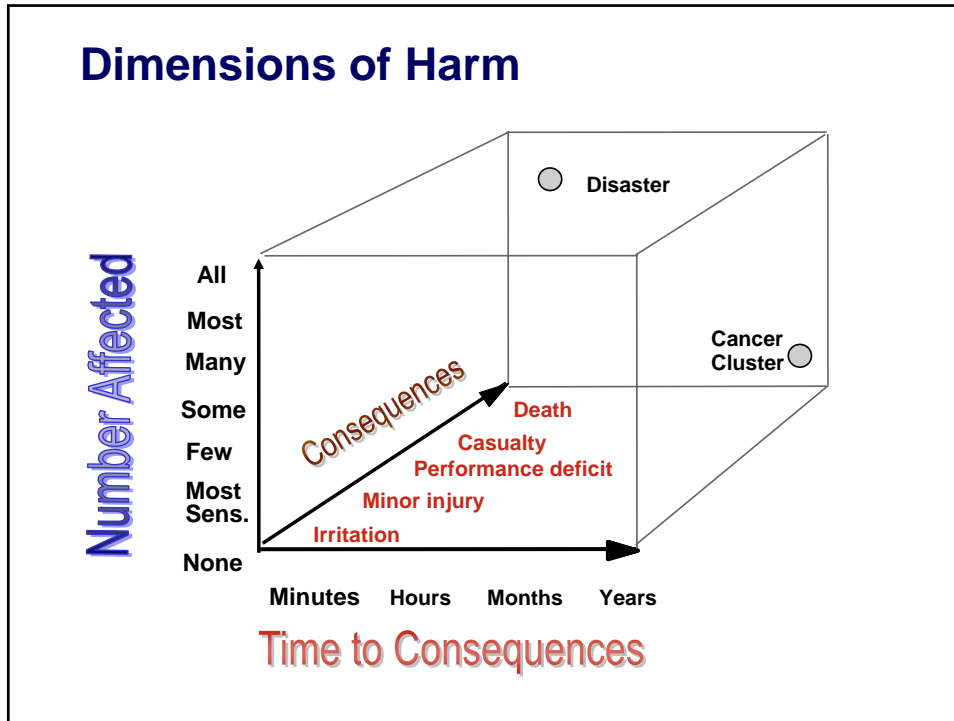 Dimensions of Harm
Disaster
Number Affected
All
Most
Many
Some
Few
Most
Sens.
None
Cancer
Cluster
Consequences
Death
Casualty
Performance deficit
Minor injury
Irritation
Minutes Hours Months Years
Time to Consequences